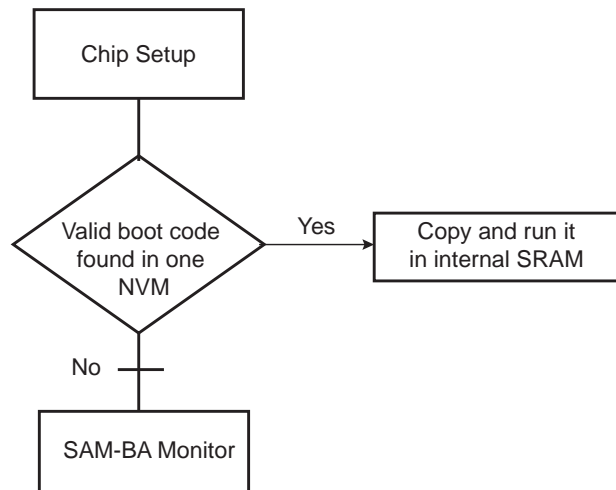 Chip Setup
Valid boot code
found in one
NVM
Yes
Copy and run it
in internal SRAM
No
SAM-BA Monitor